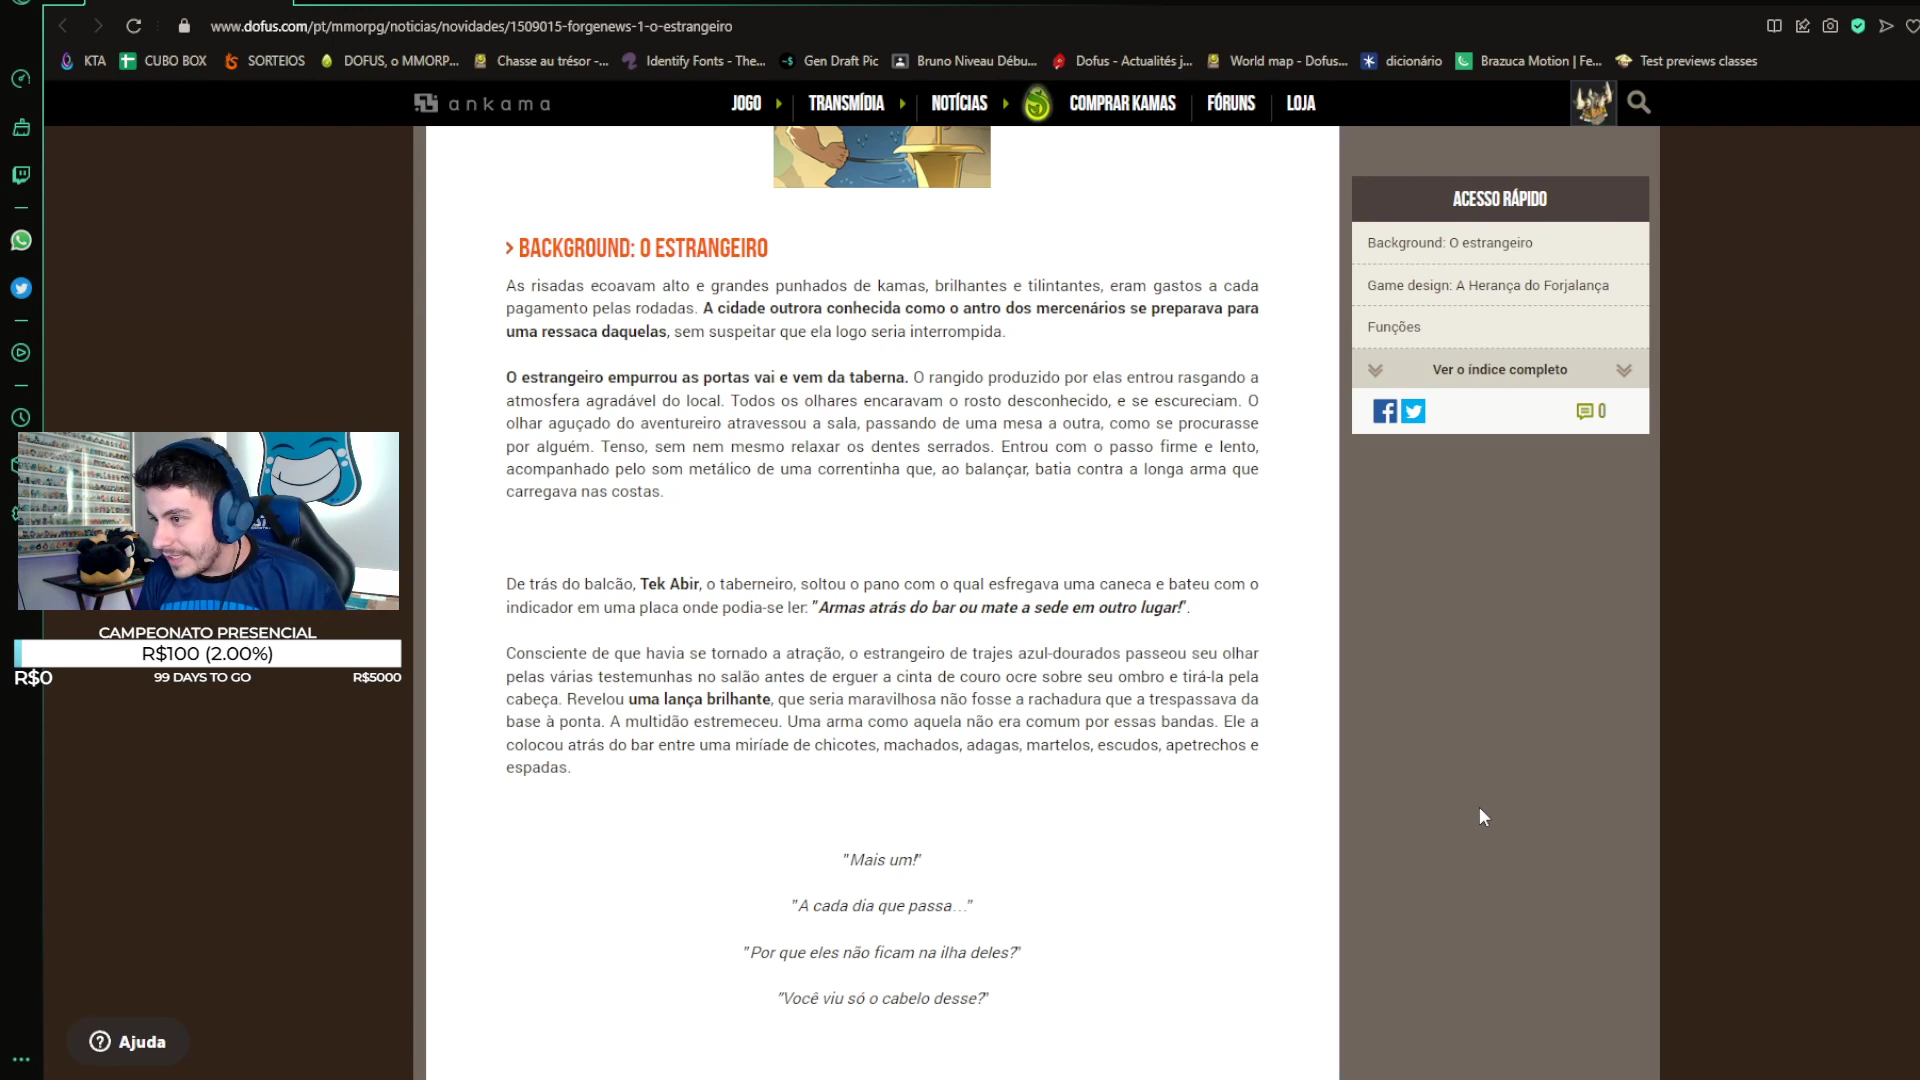 www.dofus.com/pt/mmorpg/noticias/novidades/1509015-forgenews-1-o-estrangeiro
KTA CUBO BOX SORTEIOS DOFUS, o MMORP... Chasse au trésor -... Identify Fonts - The... Gen Draft Pic Bruno Niveau Débu... Dofus - Actualités j... World map - Dofus... dicionário Brazuca Motion | Fe... Test previews classes
ankama JOGO TRANSMÍDIA NOTÍCIAS COMPRAR KAMAS FÓRUNS LOJA
BACKGROUND: O ESTRANGEIRO
As risadas ecoavam alto e grandes punhados de kamas, brilhantes e tilintantes, eram gastos a cada
pagamento pelas rodadas. A cidade outrora conhecida como o antro dos mercenários se preparava para
uma ressaca daquelas, sem suspeitar que ela logo seria interrompida.
O estrangeiro empurrou as portas vai e vem da taberna. O rangido produzido por elas entrou rasgando a
atmosfera agradável do local. Todos os olhares encaravam o rosto desconhecido, e se escureciam. O
olhar aguçado do aventureiro atravessou a sala, passando de uma mesa a outra, como se procurasse
por alguém. Tenso, sem nem mesmo relaxar os dentes serrados. Entrou com o passo firme e lento,
acompanhado pelo som metálico de uma correntinha que, ao balançar, batia contra a longa arma que
carregava nas costas.
De trás do balcão, Tek Abir, o taberneiro, soltou o pano com o qual esfregava uma caneca e bateu com o
indicador em uma placa onde podia-se ler: "Armas atrás do bar ou mate a sede em outro lugar!".
Consciente de que havia se tornado a atração, o estrangeiro de trajes azul-dourados passeou seu olhar
pelas várias testemunhas no salão antes de erguer a cinta de couro ocre sobre seu ombro e tirá-la pela
cabeça. Revelou uma lança brilhante, que seria maravilhosa não fosse a rachadura que a trespassava da
base à ponta. A multidão estremeceu. Uma arma como aquela não era comum por essas bandas. Ele a
colocou atrás do bar entre uma miríade de chicotes, machados, adagas, martelos, escudos, apetrechos e
espadas.
"Mais um!"
"A cada dia que passa..."
"Por que eles não ficam na ilha deles?"
"Você viu só o cabelo desse?"
ACESSO RÁPIDO
Background: O estrangeiro
Game design: A Herança do Forjalança
Funções
Ver o índice completo
0
CAMPEONATO PRESENCIAL
R$100 (2.00%)
R$0 99 DAYS TO GO R$5000
Ajuda